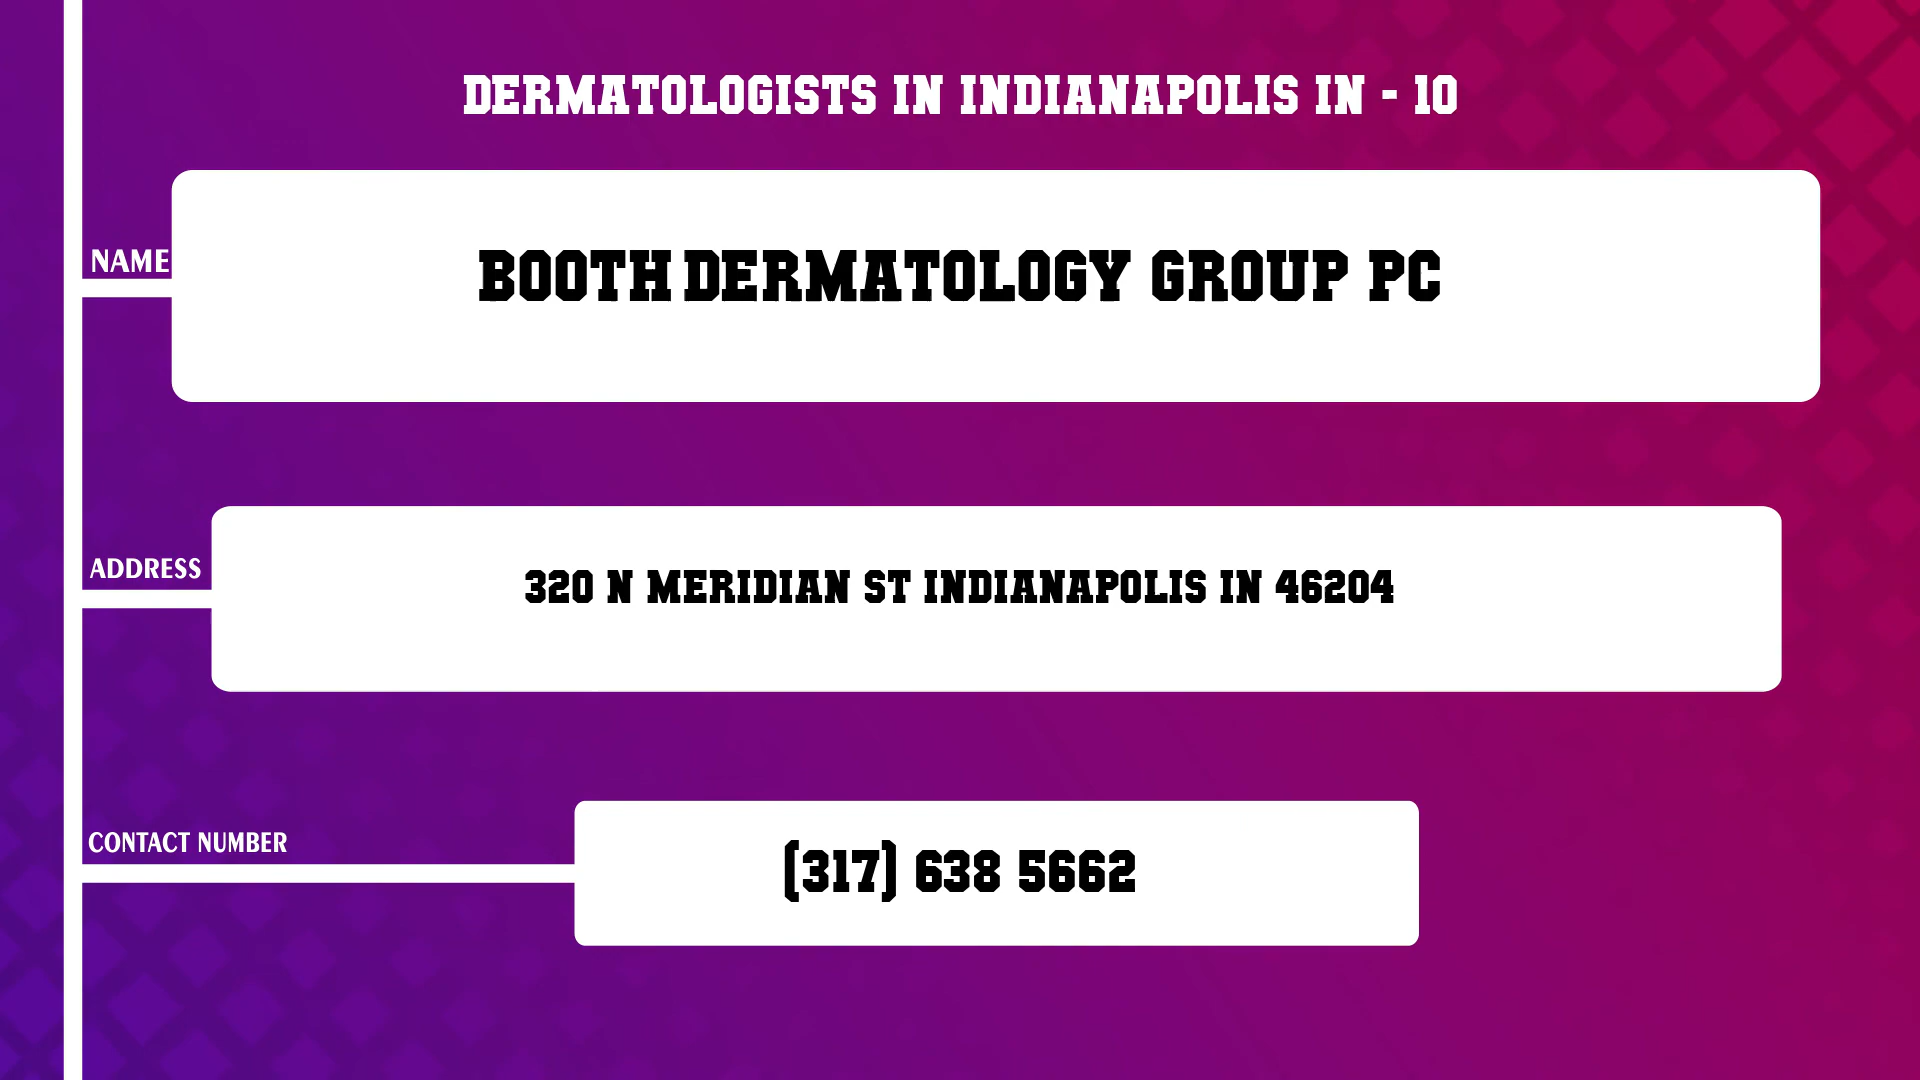 DERMATOLOGISTS IN INDIANAPOLIS IN - 10
NAME
BOOTH DERMATOLOGY GROUP PC
ADDRESS
320 N MERIDIAN ST INDIANAPOLIS IN 46204
CONTACT NUMBER
(317) 638 5662